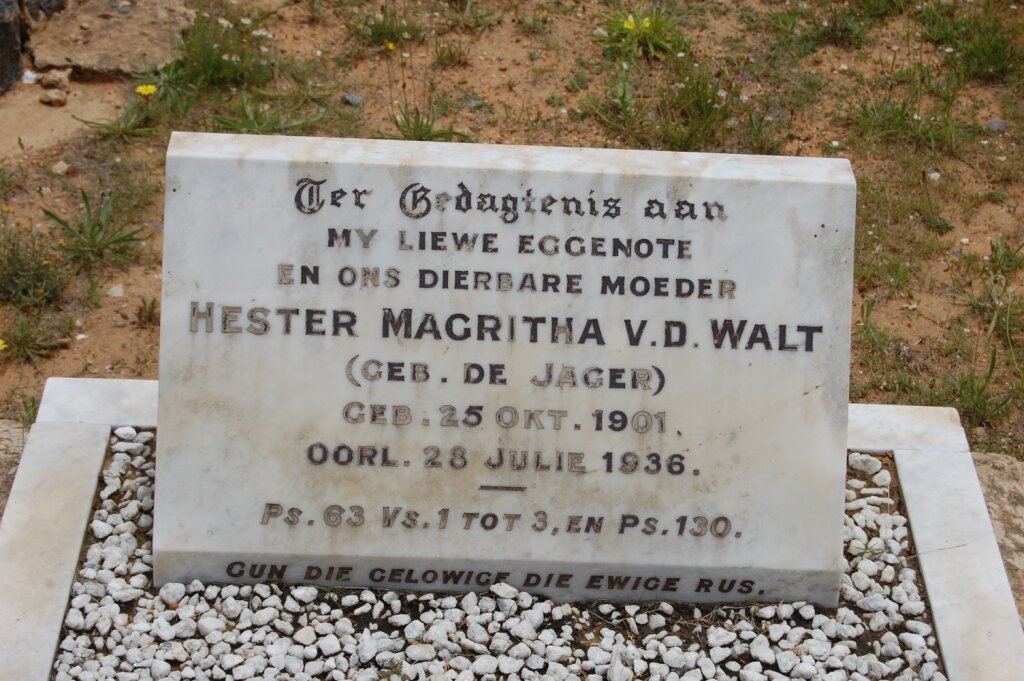 Ter Gedagtenis aan
MY LIEWE EGGENOTE
EN ONS DIERBARE MOEDER
HESTER MAGRITHA V.D. WALT
(GEB. DE JAGER)
GEB. 25 OKT. 1901
OORL. 28 JULIE 1936.
PS. 63 VS. 1 TOT 3, EN PS. 130.
GUN DIE GELOWIGE DIE EWIGE RUS.